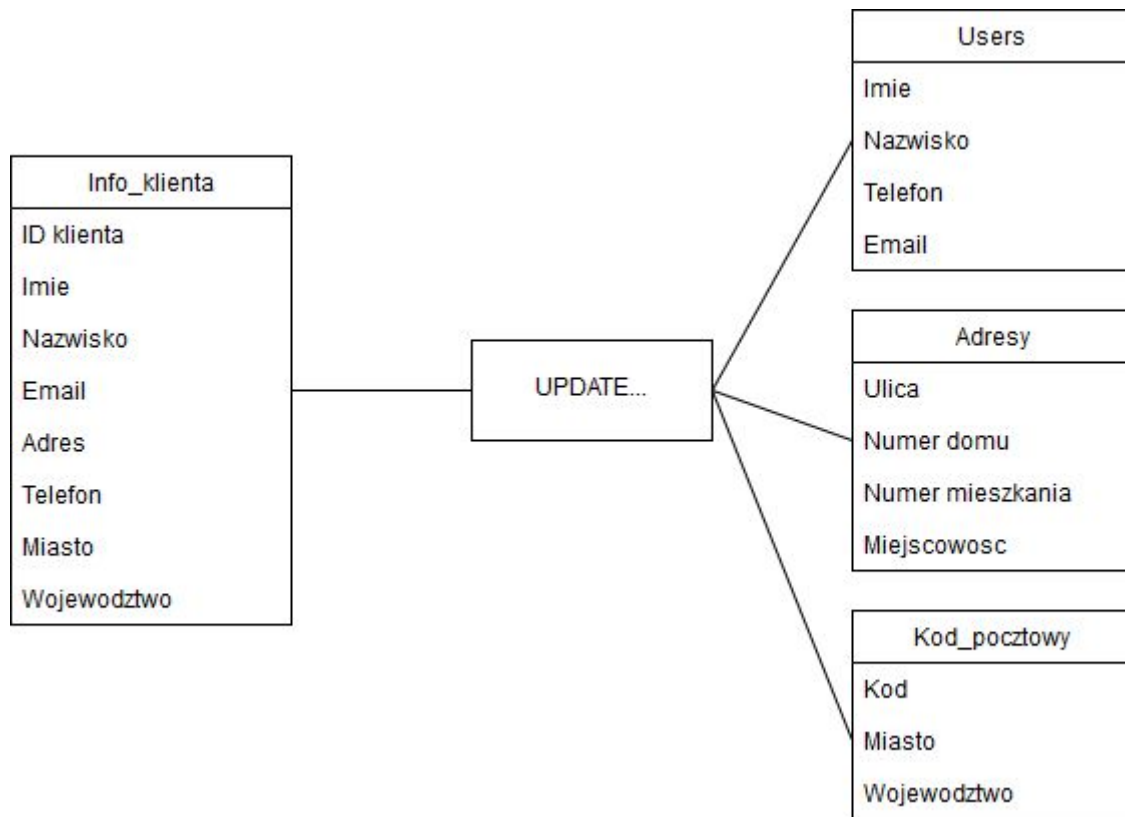 Info_klienta
ID klienta
Imie
Nazwisko
Email
Adres
Telefon
Miasto
Wojewodztwo
UPDATE...
Users
Imie
Nazwisko
Telefon
Email
Adresy
Ulica
Numer domu
Numer mieszkania
Miejscowosc
Kod_pocztowy
Kod
Miasto
Wojewodztwo